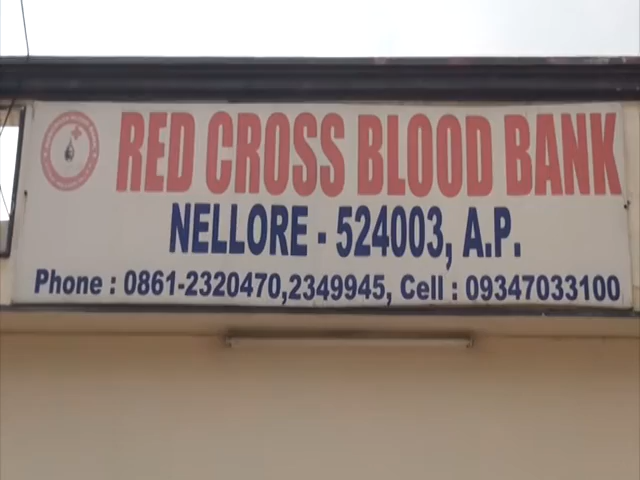 RED CROSS BLOOD BANK
NELLORE - 524003, A.P.
Phone : 0861-2320470,2349945, Cell : 09347033100